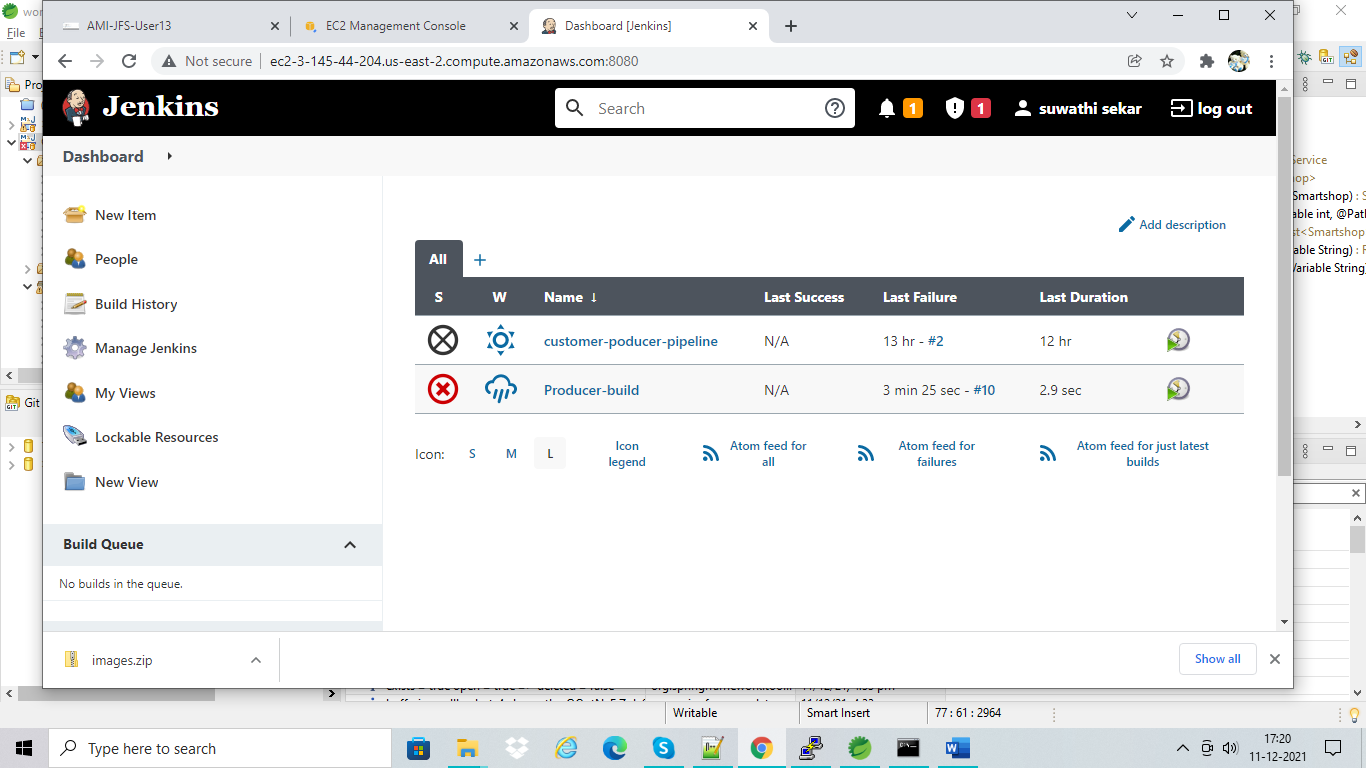 wor
File
AMI-JFS-User13
EC2 Management Console
Dashboard [Jenkins]
Not secure
ec2-3-145-44-204.us-east-2.compute.amazonaws.com:8080
Proj
Jenkins
Search
1
1
suwathi sekar
log out
Dashboard
New Item
People
Build History
Manage Jenkins
My Views
Lockable Resources
New View
Build Queue
No builds in the queue.
Add description
All
+
S W Name ↓ Last Success Last Failure Last Duration
customer-poducer-pipeline N/A 13 hr - #2 12 hr
Producer-build N/A 3 min 25 sec - #10 2.9 sec
Icon: S M L
Icon legend
Atom feed for all
Atom feed for failures
Atom feed for just latest builds
Git
GIT
Service
op>
Smartshop) : S
able int, @Pat
st<Smartshop
able String) : F
Variable String)
images.zip
Show all
Writable
Smart Insert
77 : 61 : 2964
Type here to search
17:20
11-12-2021